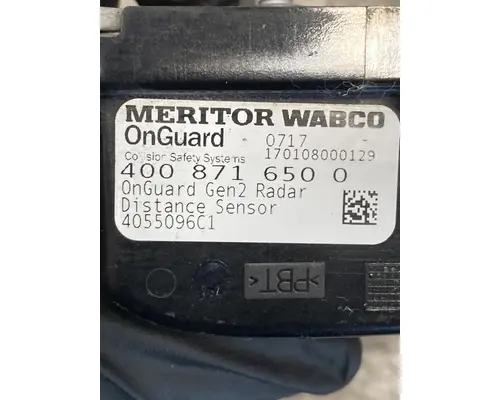 MERITOR WABCO
OnGuard 0717 -
Collision Safety Systems 170108000129
400 871 650 0
OnGuard Gen2 Radar
Distance Sensor
4055096C1
>PBT<